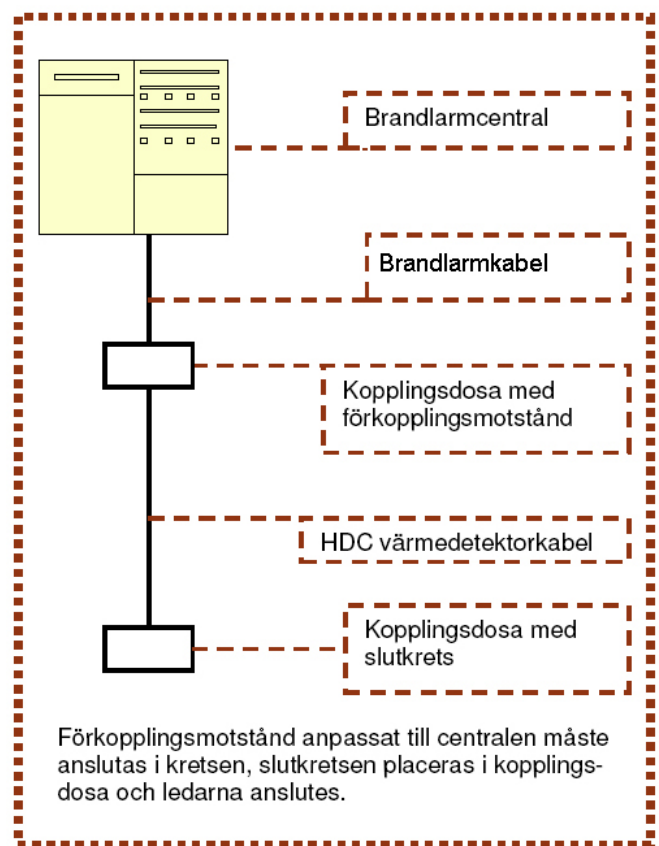 Brandlarmcentral
Brandlarmkabel
Kopplingsdosa med
förkopplingsmotstånd
HDC värmedetektorkabel
Kopplingsdosa med
slutkrets
Förkopplingsmotstånd anpassat till centralen måste
anslutas i kretsen, slutkretsen placeras i kopplings-
dosa och ledarna anslutes.